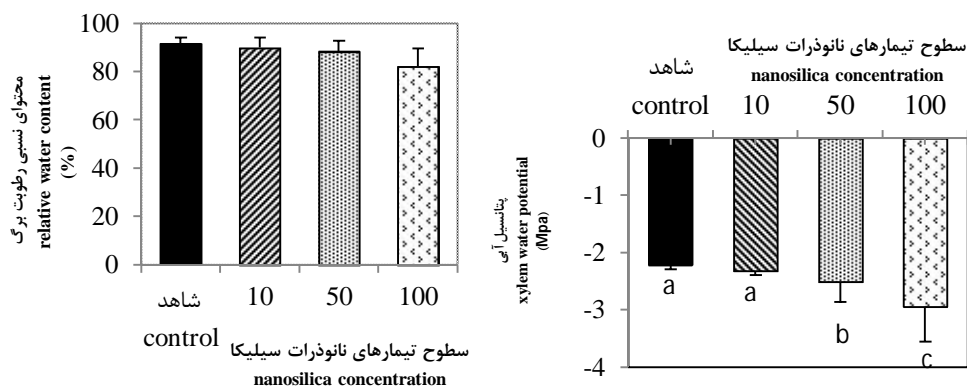 محتوای نسبی رطوبت برگ
relative water content
(%)
100
80
60
40
20
0
شاهد
control
10
50
100
سطوح تیمارهای نانوذرات سیلیکا
nanosilica concentration
سطوح تیمارهای نانوذرات سیلیکا
nanosilica concentration
شاهد
control
10
50
100
پتانسیل آبی
xylem water potential
(Mpa)
0
-1
-2
-3
-4
a
a
b
c